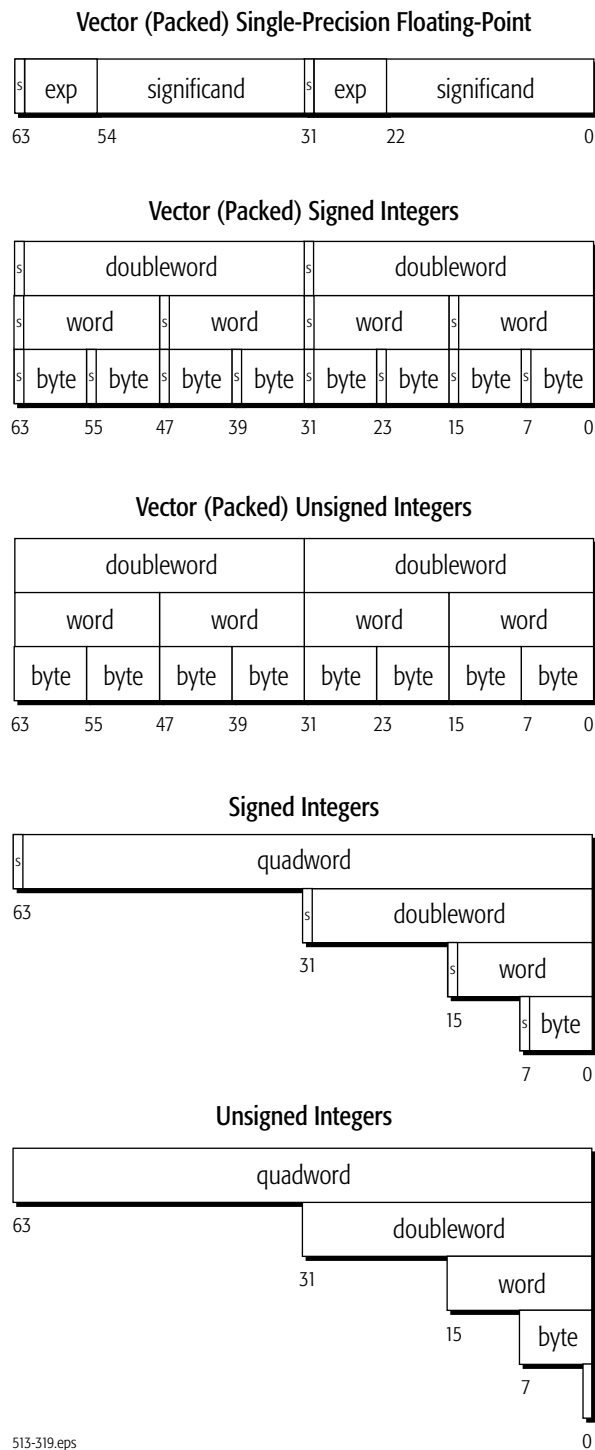 Vector (Packed) Single-Precision Floating-Point
s exp significand s exp significand
63 54 31 22 0
Vector (Packed) Signed Integers
s doubleword s doubleword
s word s word s word s word
s byte s byte s byte s byte s byte s byte s byte s byte
63 55 47 39 31 23 15 7 0
Vector (Packed) Unsigned Integers
doubleword doubleword
word word word word
byte byte byte byte byte byte byte byte
63 55 47 39 31 23 15 7 0
Signed Integers
s quadword
63 s doubleword
31 s word
15 s byte
7 0
Unsigned Integers
quadword
63 doubleword
31 word
15 byte
7
513-319.eps 0